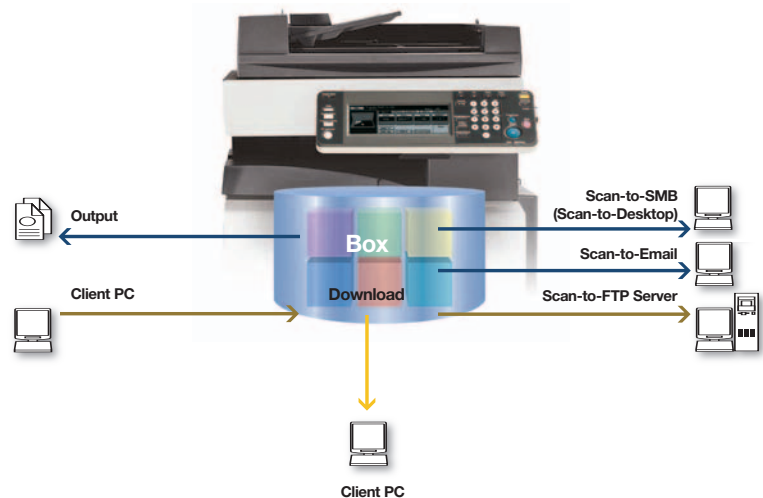 Output
Scan-to-SMB
(Scan-to-Desktop)
Box
Scan-to-Email
Client PC
Download
Scan-to-FTP Server
Client PC